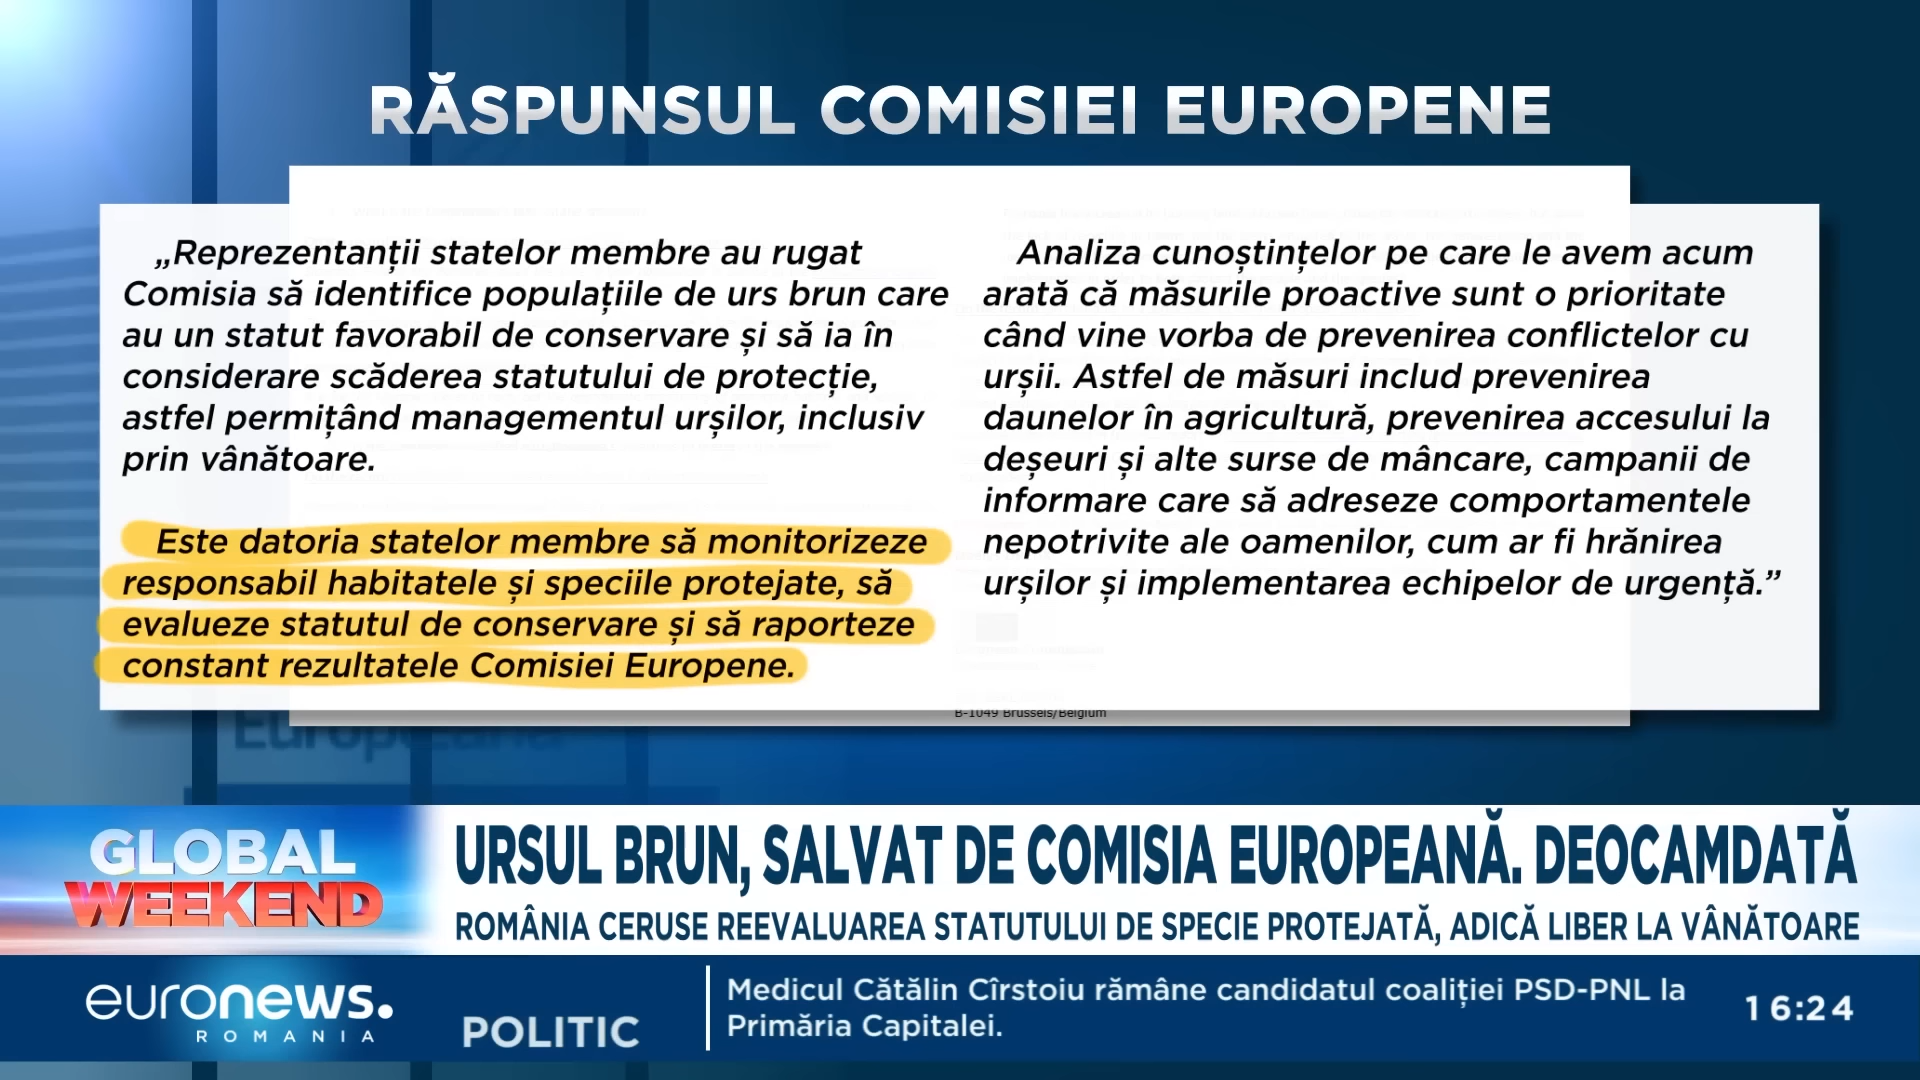 RĂSPUNSUL COMISIEI EUROPENE
„Reprezentanții statelor membre au rugat
Comisia să identifice populațiile de urs brun care
au un statut favorabil de conservare și să ia în
considerare scăderea statutului de protecție,
astfel permițând managementul urșilor, inclusiv
prin vânătoare.
Este datoria statelor membre să monitorizeze
responsabil habitatele și speciile protejate, să
evalueze statutul de conservare și să raporteze
constant rezultatele Comisiei Europene.
Analiza cunoștințelor pe care le avem acum
arată că măsurile proactive sunt o prioritate
când vine vorba de prevenirea conflictelor cu
urșii. Astfel de măsuri includ prevenirea
daunelor în agricultură, prevenirea accesului la
deșeuri și alte surse de mâncare, campanii de
informare care să adreseze comportamentele
nepotrivite ale oamenilor, cum ar fi hrănirea
urșilor și implementarea echipelor de urgență.”
B-1049 Brussels/Belgium
Europeană
GLOBAL
WEEKEND
URSUL BRUN, SALVAT DE COMISIA EUROPEANĂ. DEOCAMDATĂ
ROMÂNIA CERUSE REEVALUAREA STATUTULUI DE SPECIE PROTEJATĂ, ADICĂ LIBER LA VÂNĂTOARE
euronews.
ROMANIA
POLITIC
Medicul Cătălin Cîrstoiu rămâne candidatul coaliției PSD-PNL la
Primăria Capitalei.
16:24